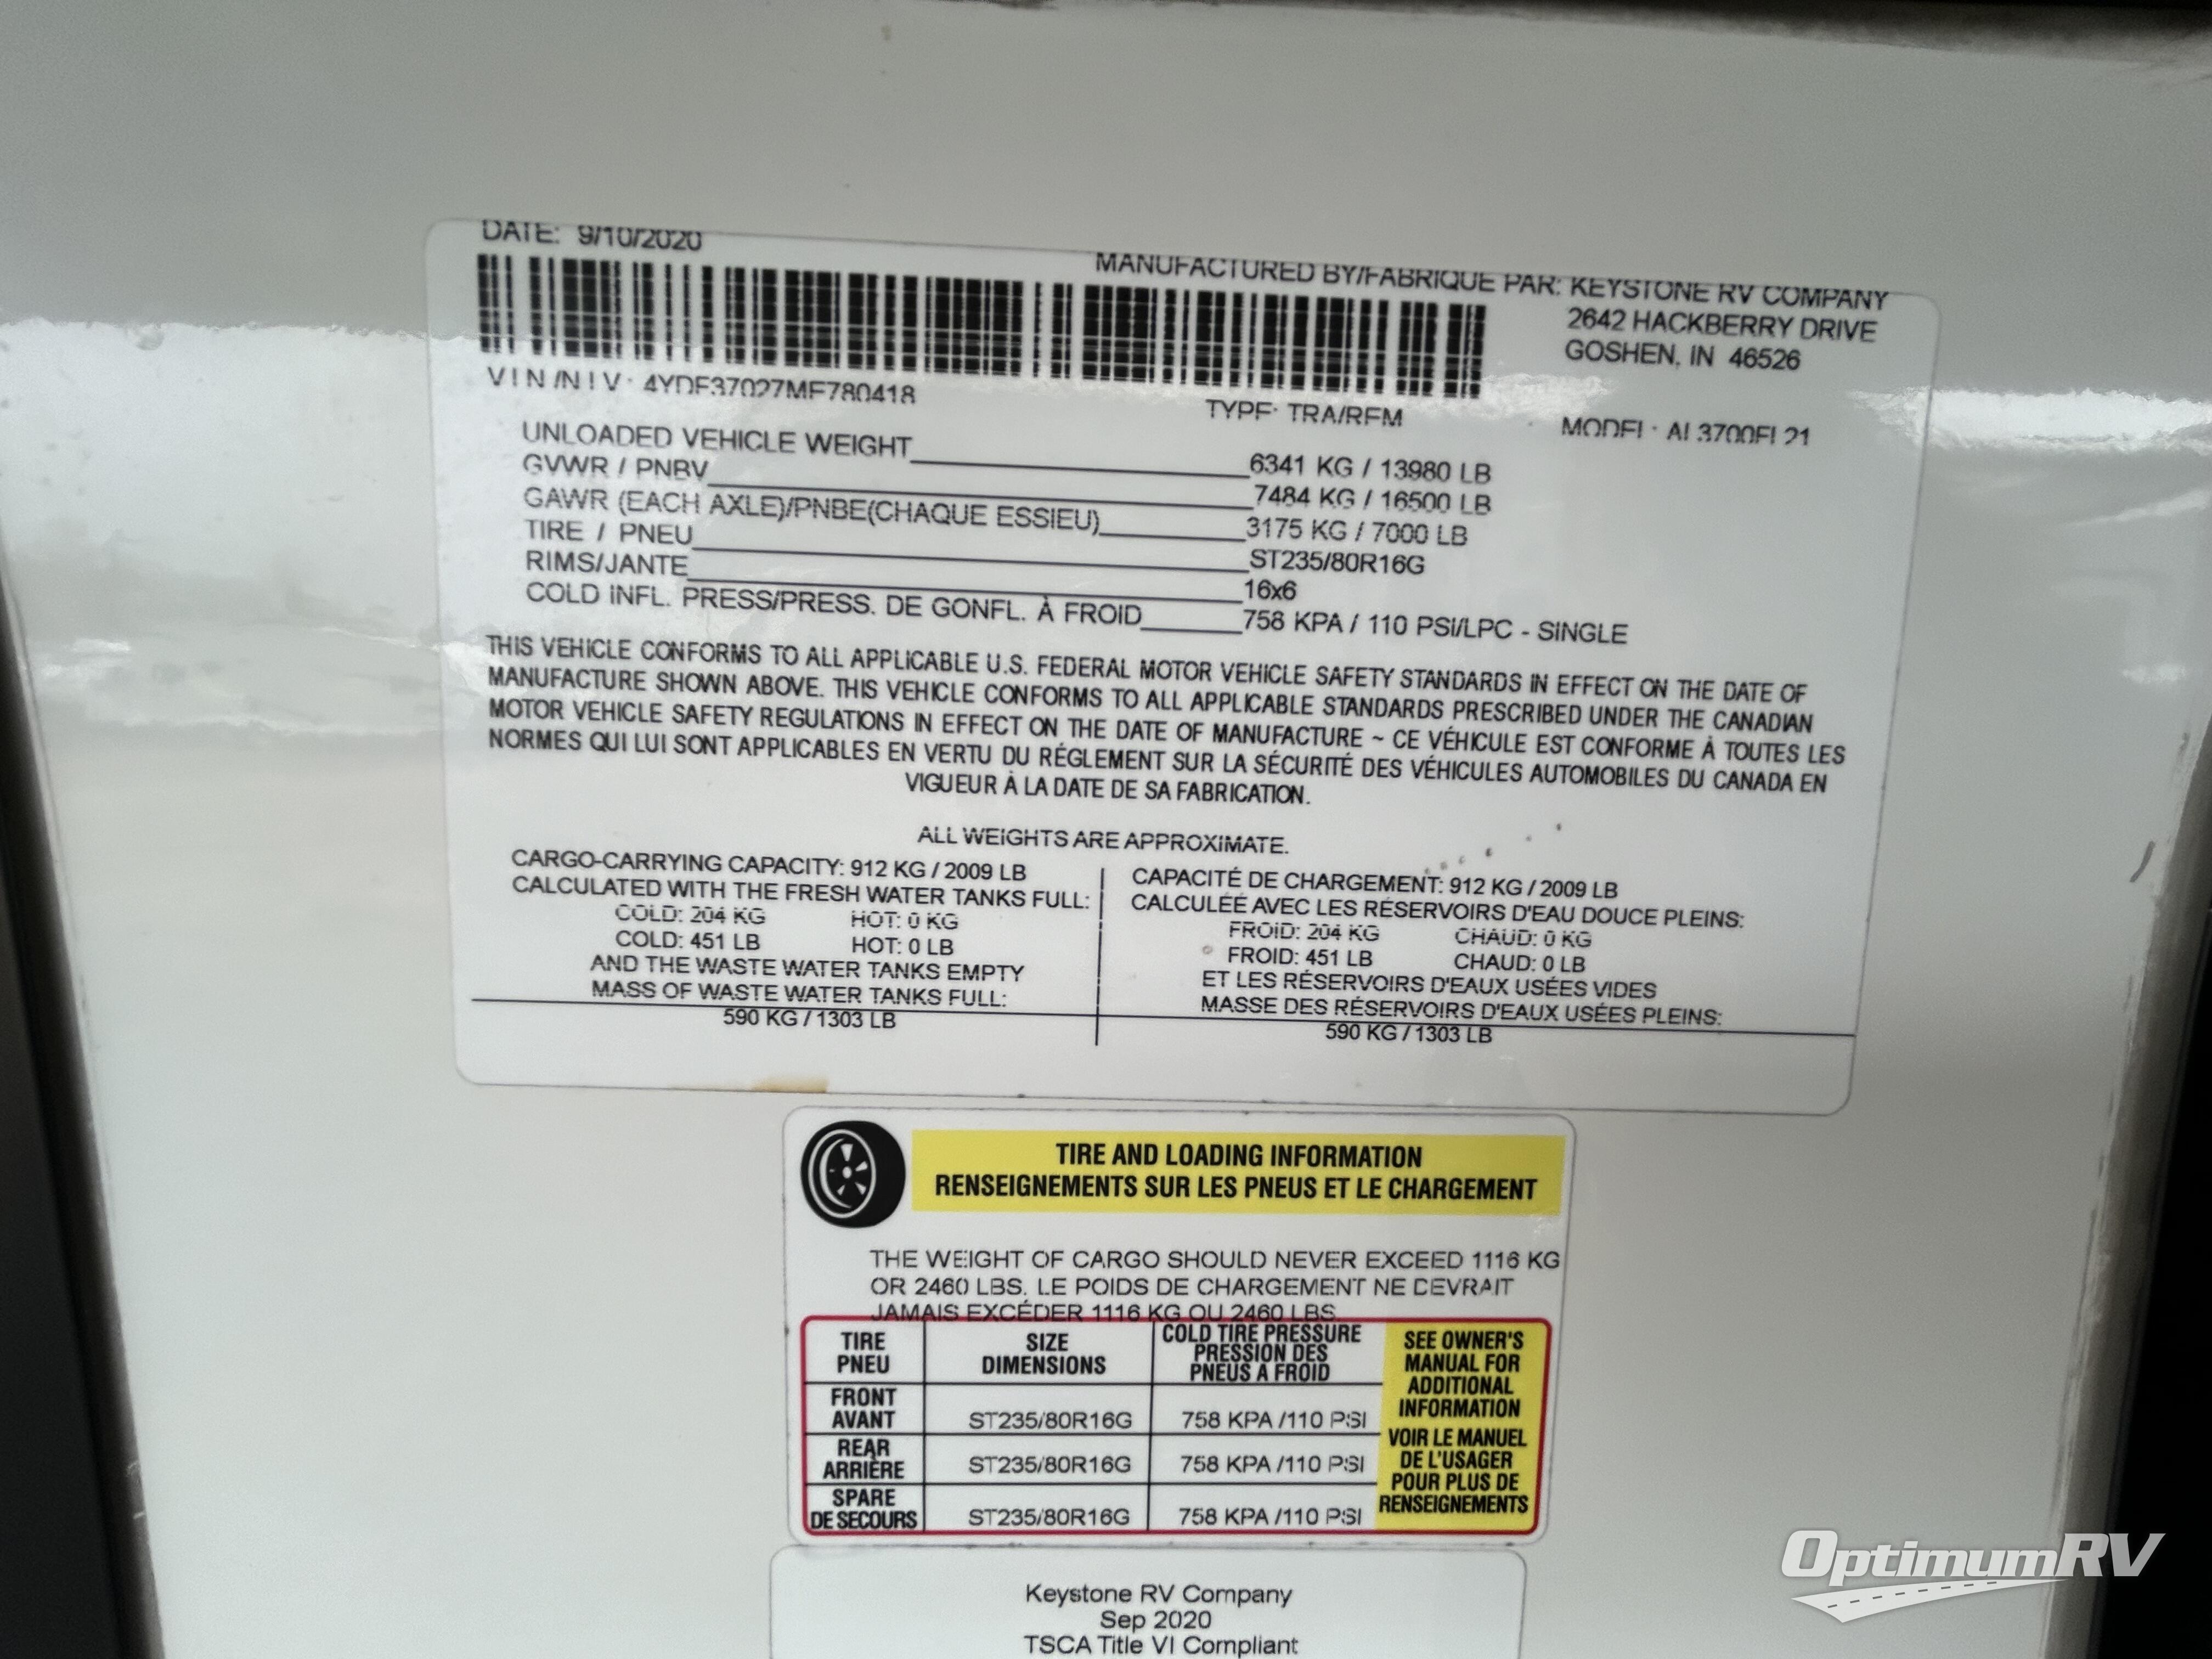 DATE: 9/10/2020
MANUFACTURED BY/FABRIQUE PAR: KEYSTONE RV COMPANY
2642 HACKBERRY DRIVE
GOSHEN, IN 46526
VIN/NIV: 4YDF37027MF780418
TYPE: TRA/REM
MODEL: AL3700FL21
UNLOADED VEHICLE WEIGHT 6341 KG / 13980 LB
GVWR / PNBV 7484 KG / 16500 LB
GAWR (EACH AXLE)/PNBE(CHAQUE ESSIEU) 3175 KG / 7000 LB
TIRE / PNEU ST235/80R16G
RIMS/JANTE 16x6
COLD INFL. PRESS/PRESS. DE GONFL. À FROID 758 KPA / 110 PSI/LPC - SINGLE
THIS VEHICLE CONFORMS TO ALL APPLICABLE U.S. FEDERAL MOTOR VEHICLE SAFETY STANDARDS IN EFFECT ON THE DATE OF
MANUFACTURE SHOWN ABOVE. THIS VEHICLE CONFORMS TO ALL APPLICABLE STANDARDS PRESCRIBED UNDER THE CANADIAN
MOTOR VEHICLE SAFETY REGULATIONS IN EFFECT ON THE DATE OF MANUFACTURE ~ CE VÉHICULE EST CONFORME À TOUTES LES
NORMES QUI LUI SONT APPLICABLES EN VERTU DU RÉGLEMENT SUR LA SÉCURITÉ DES VÉHICULES AUTOMOBILES DU CANADA EN
VIGUEUR À LA DATE DE SA FABRICATION.
ALL WEIGHTS ARE APPROXIMATE.
CARGO-CARRYING CAPACITY: 912 KG / 2009 LB
CALCULATED WITH THE FRESH WATER TANKS FULL:
COLD: 204 KG HOT: 0 KG
COLD: 451 LB HOT: 0 LB
AND THE WASTE WATER TANKS EMPTY
MASS OF WASTE WATER TANKS FULL:
590 KG / 1303 LB
CAPACITÉ DE CHARGEMENT: 912 KG / 2009 LB
CALCULÉE AVEC LES RÉSERVOIRS D'EAU DOUCE PLEINS:
FROID: 204 KG CHAUD: 0 KG
FROID: 451 LB CHAUD: 0 LB
ET LES RÉSERVOIRS D'EAUX USÉES VIDES
MASSE DES RÉSERVOIRS D'EAUX USÉES PLEINS:
590 KG / 1303 LB
TIRE AND LOADING INFORMATION
RENSEIGNEMENTS SUR LES PNEUS ET LE CHARGEMENT
THE WEIGHT OF CARGO SHOULD NEVER EXCEED 1116 KG
OR 2460 LBS. LE POIDS DE CHARGEMENT NE DEVRAIT
JAMAIS EXCÉDER 1116 KG OU 2460 LBS.
TIRE
PNEU
SIZE
DIMENSIONS
COLD TIRE PRESSURE
PRESSION DES
PNEUS A FROID
FRONT
AVANT
ST235/80R16G 758 KPA /110 PSI
REAR
ARRIÈRE
ST235/80R16G 758 KPA /110 PSI
SPARE
DE SECOURS
ST235/80R16G 758 KPA /110 PSI
SEE OWNER'S
MANUAL FOR
ADDITIONAL
INFORMATION
VOIR LE MANUEL
DE L'USAGER
POUR PLUS DE
RENSEIGNEMENTS
Keystone RV Company
Sep 2020
TSCA Title VI Compliant
OptimumRV